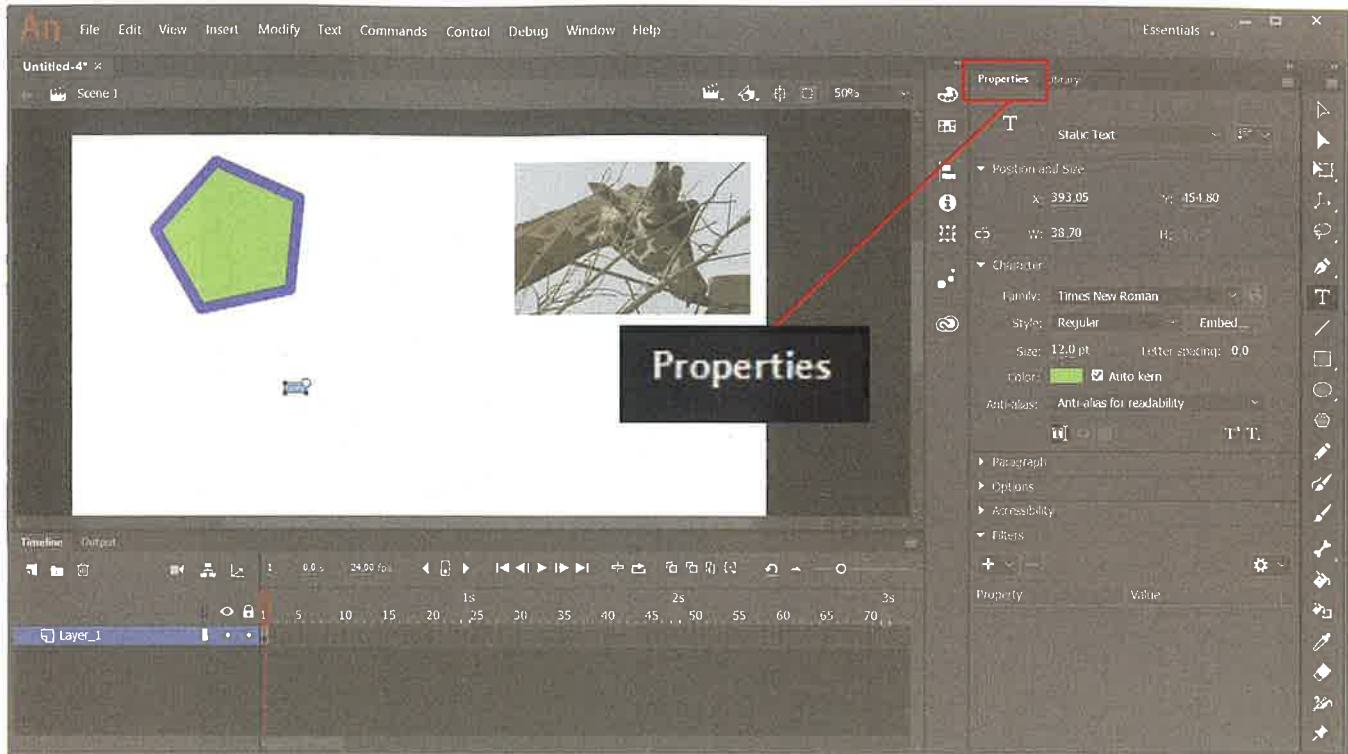 An File Edit View Insert Modify Text Commands Control Debug Window Help Essentials
Untitled-4* ×
Scene 1 50%
Properties Library
T Static Text
Position and Size
X: 393.05 Y: 454.80
W: 38.70 H:
Character
Family: Times New Roman
Style: Regular Embed...
Size: 12.0 pt Letter spacing: 0.0
Color: Auto kern
Anti-alias: Anti-alias for readability
Paragraph
Options
Accessibility
Filters
Property Value
Properties
Timeline Output
1 0.0 s 24.00 fps
1s 2s 3s
1 5 10 15 20 25 30 35 40 45 50 55 60 65 70
Layer_1